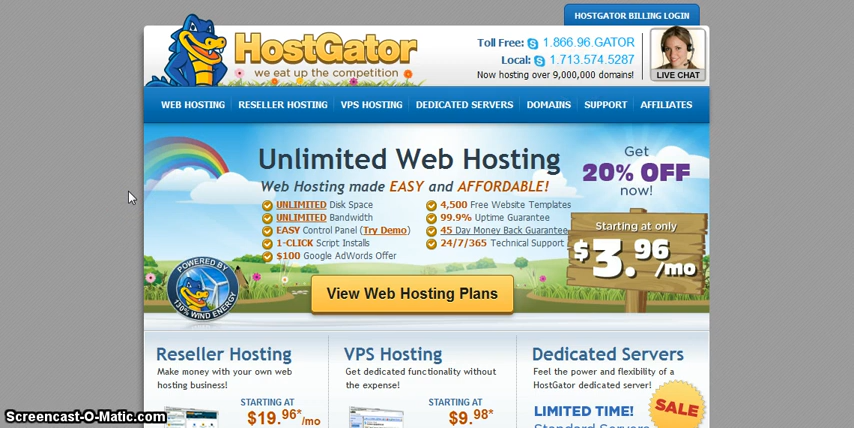 HOSTGATOR BILLING LOGIN
HostGator
we eat up the competition
Toll Free: 1.866.96.GATOR
Local: 1.713.574.5287
Now hosting over 9,000,000 domains!
LIVE CHAT
WEB HOSTING RESELLER HOSTING VPS HOSTING DEDICATED SERVERS DOMAINS SUPPORT AFFILIATES
Unlimited Web Hosting
Web Hosting made EASY and AFFORDABLE!
UNLIMITED Disk Space
UNLIMITED Bandwidth
EASY Control Panel (Try Demo)
1-CLICK Script Installs
$100 Google AdWords Offer
4,500 Free Website Templates
99.9% Uptime Guarantee
45 Day Money Back Guarantee
24/7/365 Technical Support
Get
20% OFF
now!
Starting at only
$3.96/mo
POWERED BY
130% WIND ENERGY
View Web Hosting Plans
Reseller Hosting
Make money with your own web
hosting business!
STARTING AT
$19.96*/mo
VPS Hosting
Get dedicated functionality without
the expense!
STARTING AT
$9.98*
Dedicated Servers
Feel the power and flexibility of a
HostGator dedicated server!
LIMITED TIME!
Standard Servers
SALE
Screencast-O-Matic.com